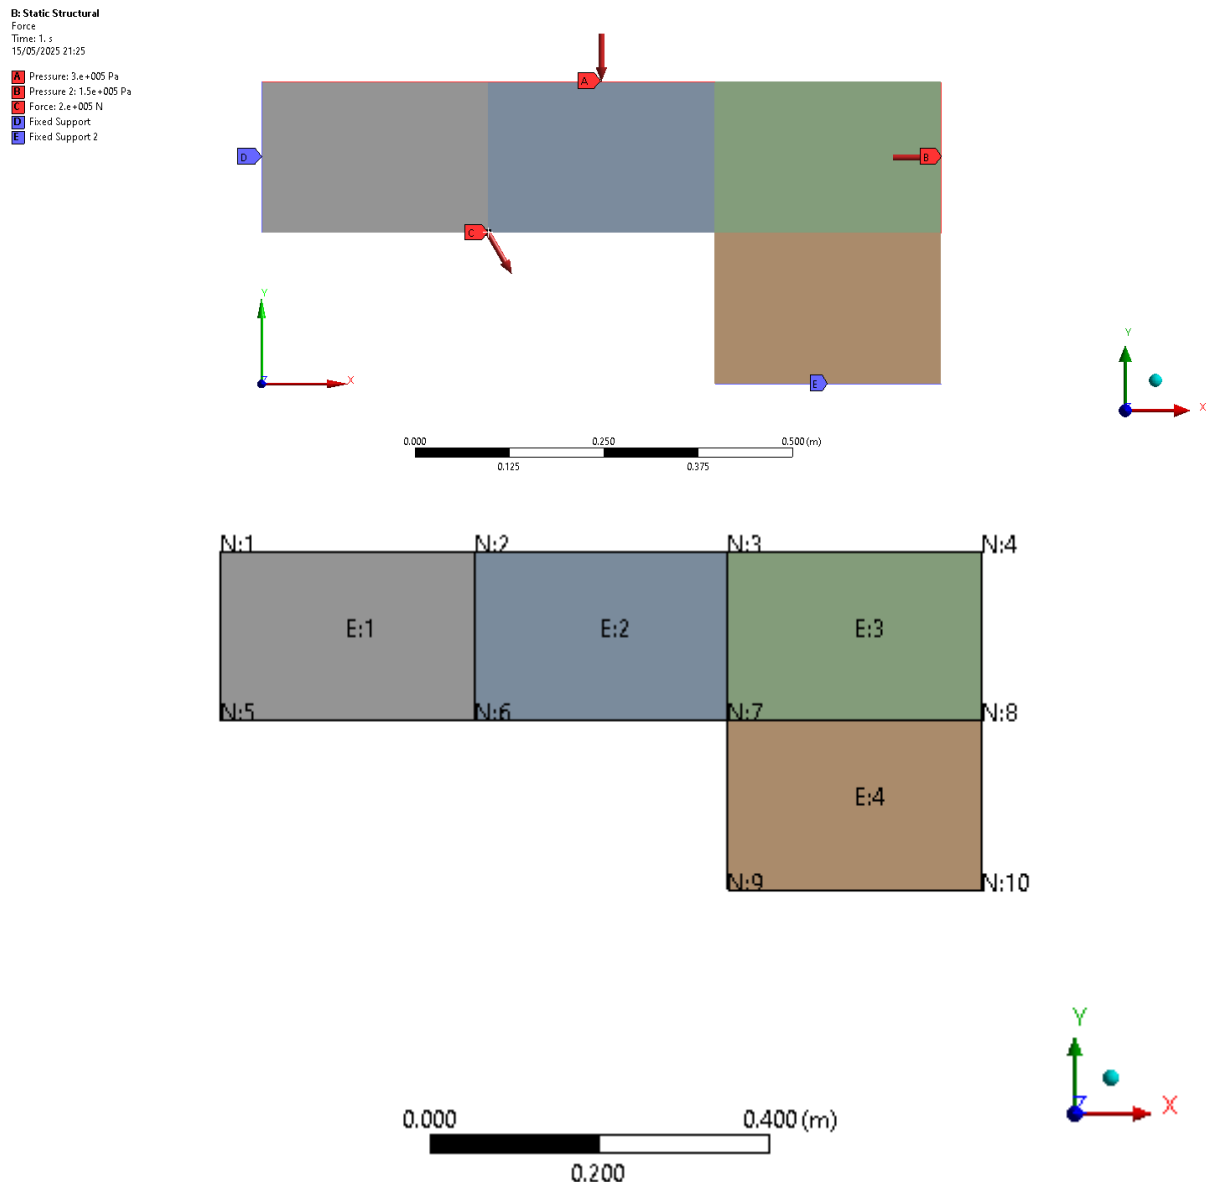 B: Static Structural
Force
Time: 1. s
15/05/2025 21:25
A Pressure: 3.e+005 Pa
B Pressure 2: 1.5e+005 Pa
C Force: 2.e+005 N
D Fixed Support
E Fixed Support 2
A
D
B
C
Y
Z
X
E
Y
Z
X
0.000
0.250
0.500 (m)
0.125
0.375
N:1
N:2
N:3
N:4
E:1
E:2
E:3
N:5
N:6
N:7
N:8
E:4
N:9
N:10
Y
Z
X
0.000
0.400 (m)
0.200